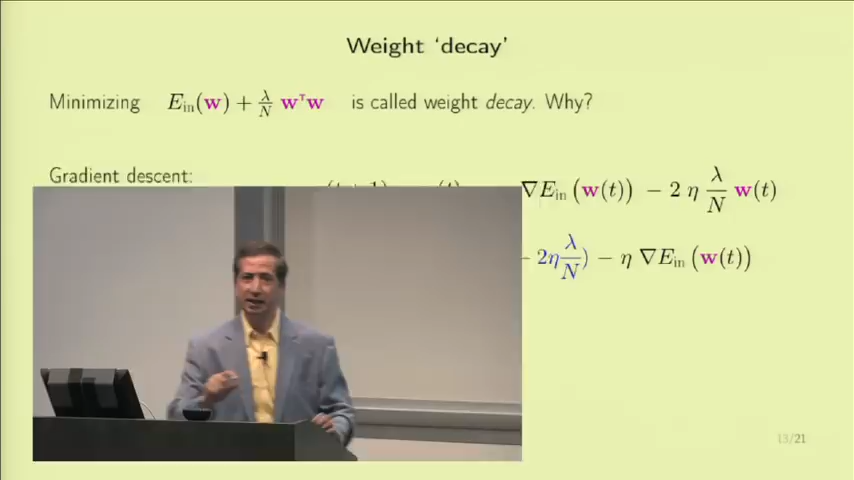 Weight 'decay'
Minimizing E_in(w) + λ/N wᵀw is called weight decay. Why?
Gradient descent:
∇E_in (w(t)) − 2 η λ/N w(t)
− 2η λ/N) − η ∇E_in (w(t))
13/21